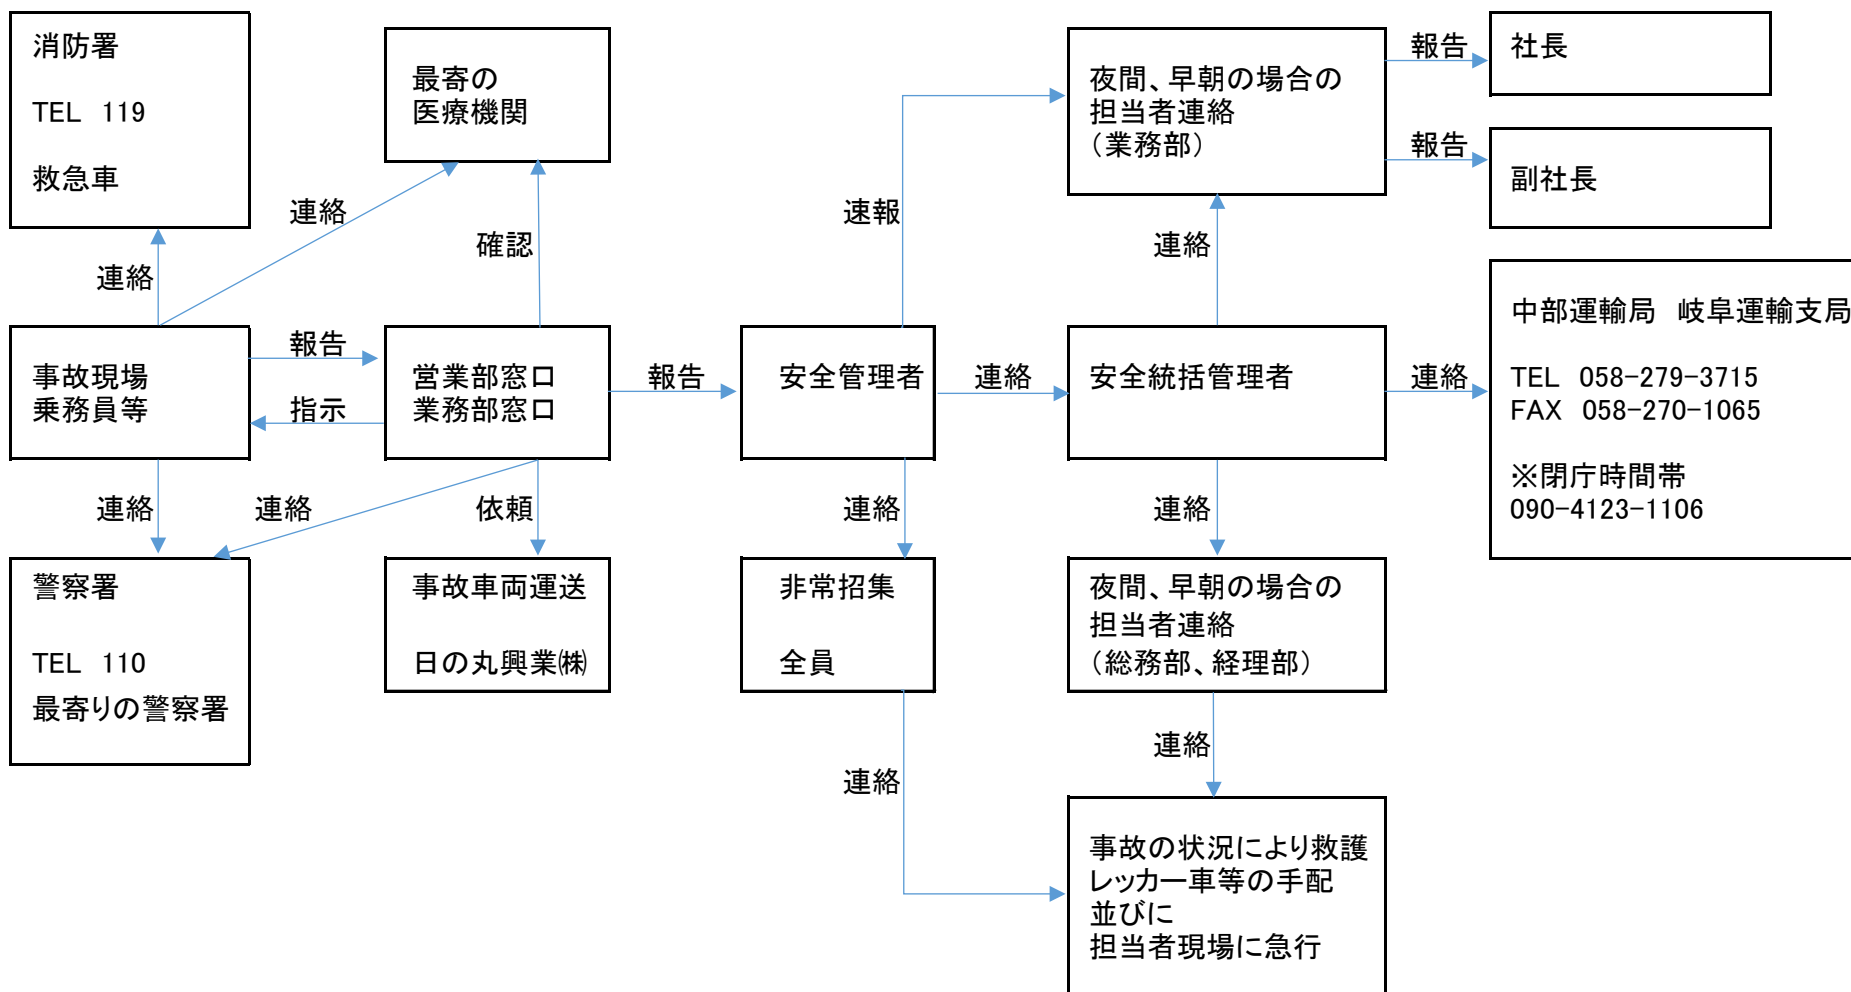 消防署
TEL 119
救急車
最寄の
医療機関
夜間、早朝の場合の
担当者連絡
（業務部）
報告
社長
報告
副社長
連絡
連絡
確認
速報
連絡
事故現場
乗務員等
報告
指示
営業部窓口
業務部窓口
報告
安全管理者
連絡
安全統括管理者
連絡
中部運輸局 岐阜運輸支局
TEL 058-279-3715
FAX 058-270-1065
※閉庁時間帯
090-4123-1106
連絡
連絡
依頼
連絡
連絡
警察署
TEL 110
最寄りの警察署
事故車両運送
日の丸興業㈱
非常招集
全員
夜間、早朝の場合の
担当者連絡
（総務部、経理部）
連絡
連絡
事故の状況により救護
レッカー車等の手配
並びに
担当者現場に急行